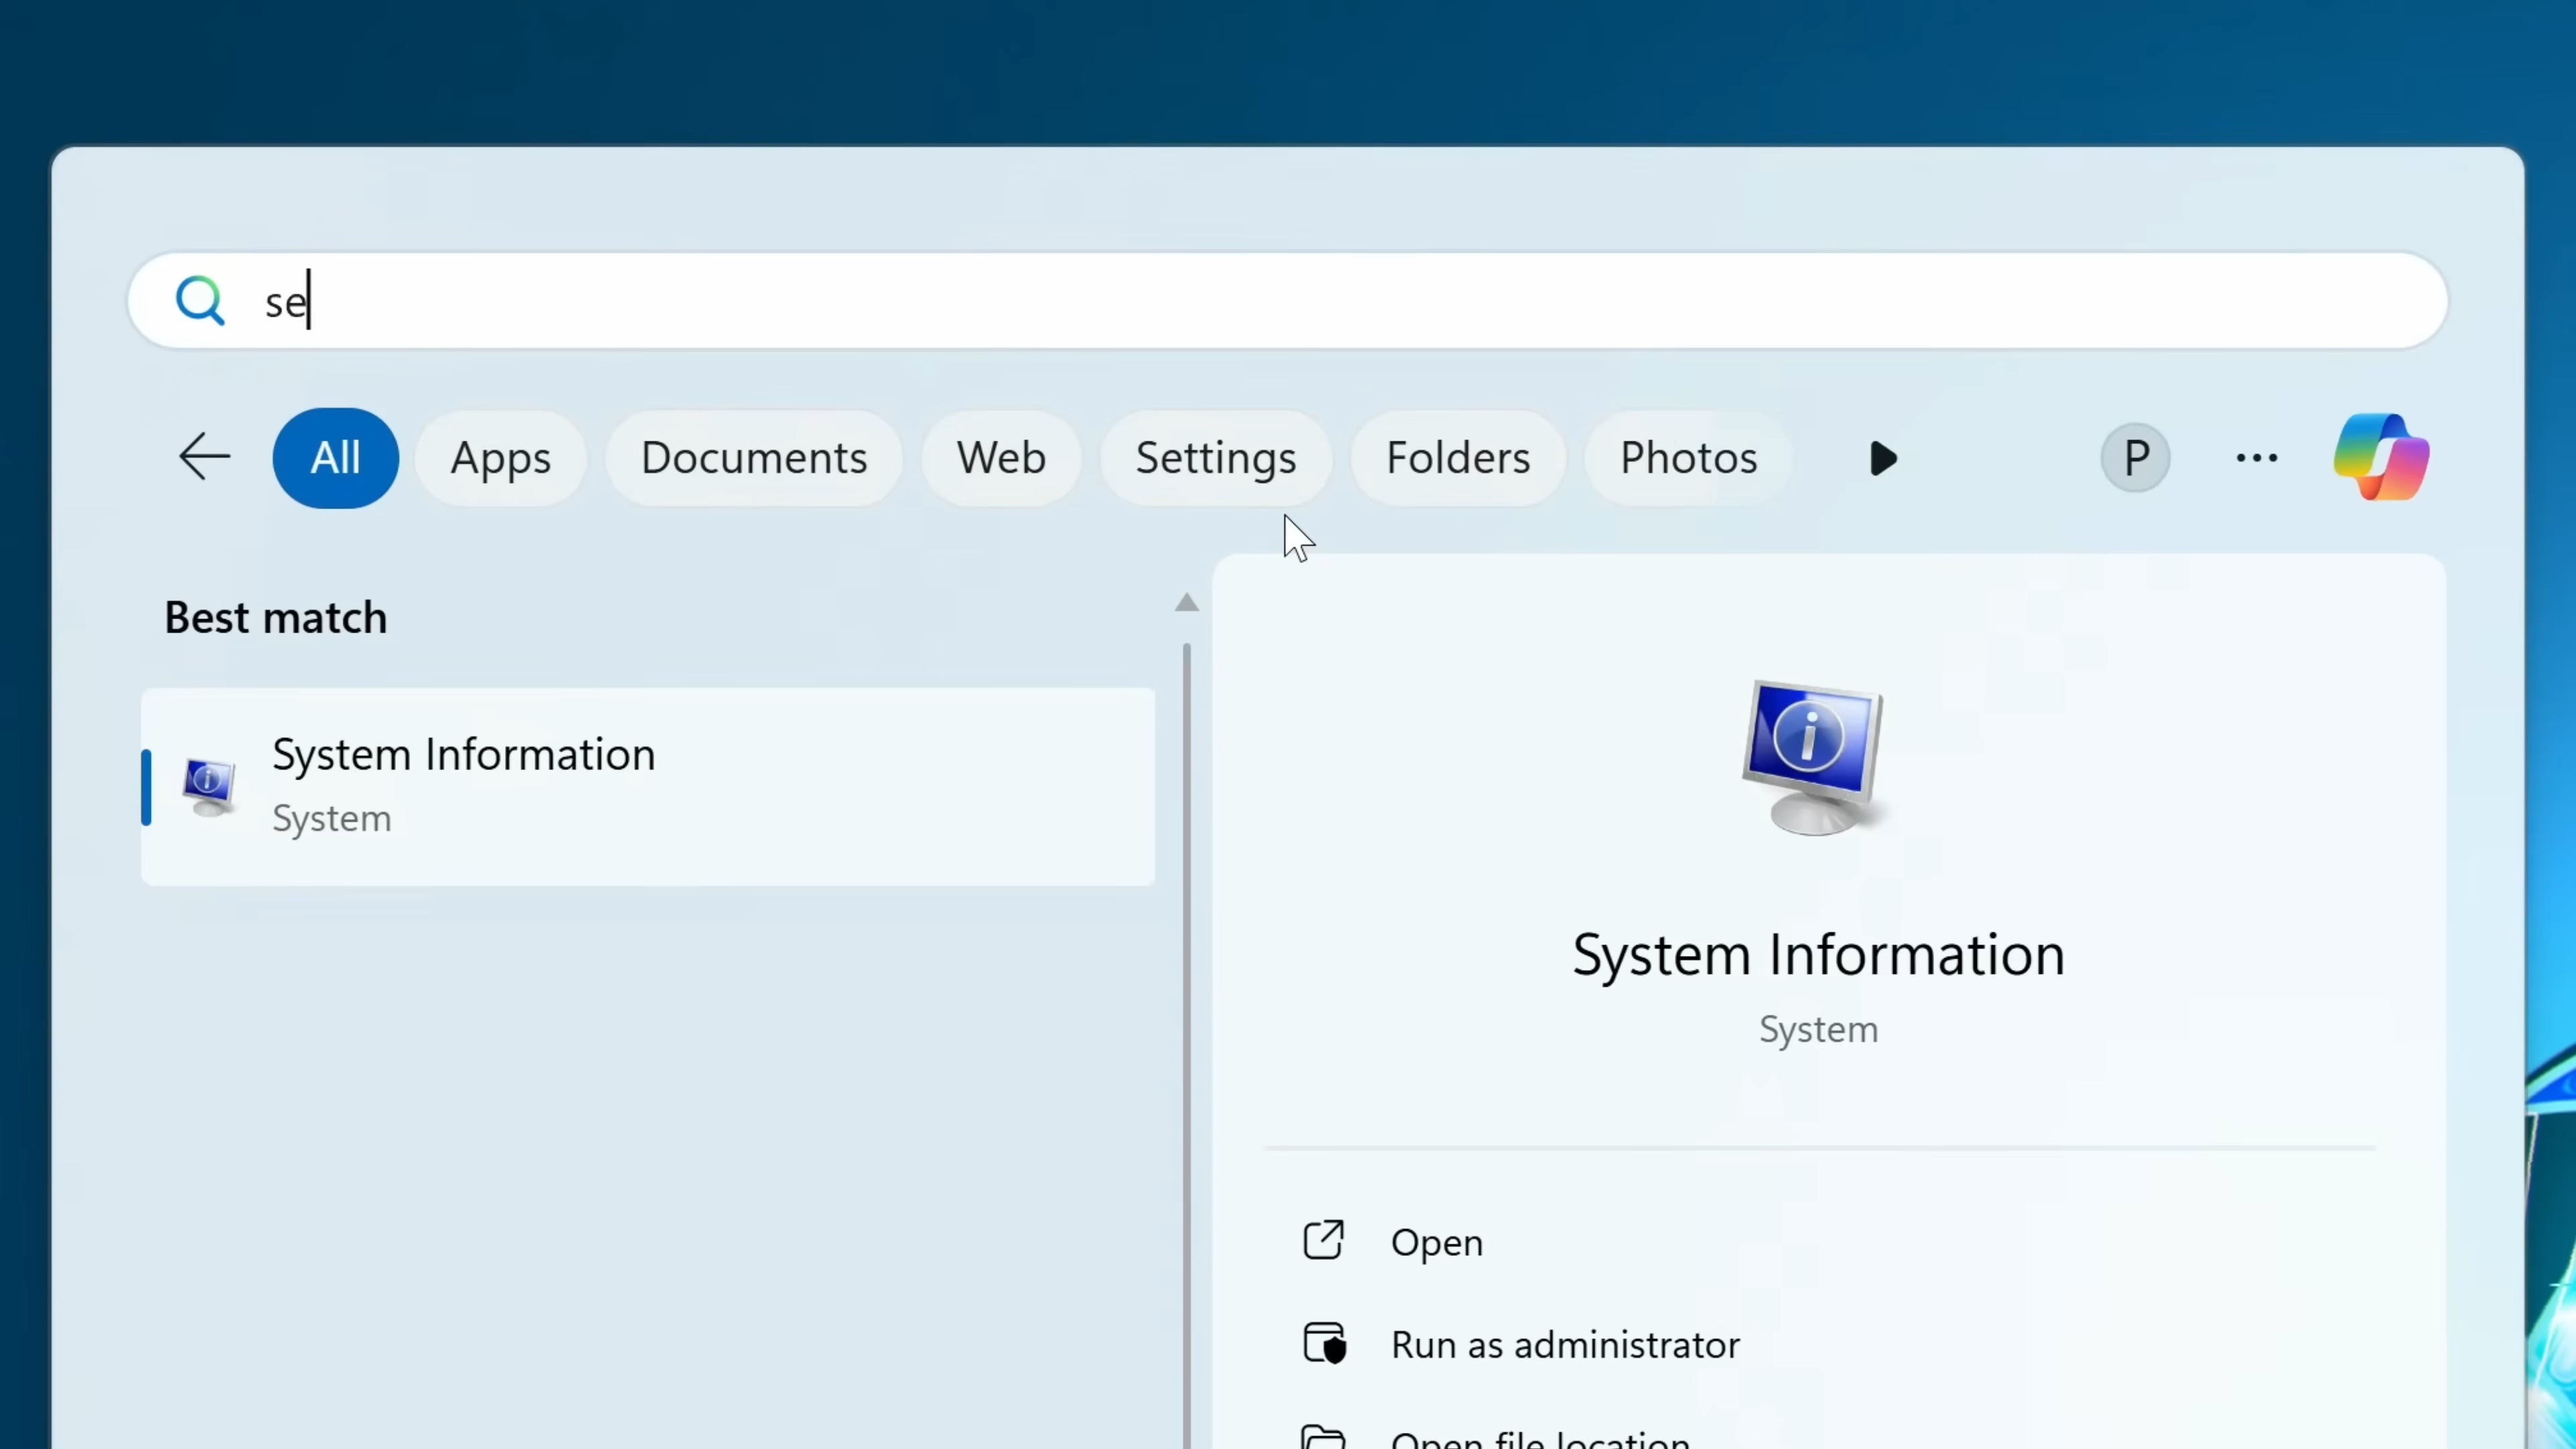 se
All
Apps
Documents
Web
Settings
Folders
Photos
P
Best match
System Information
System
System Information
System
Open
Run as administrator
Open file location